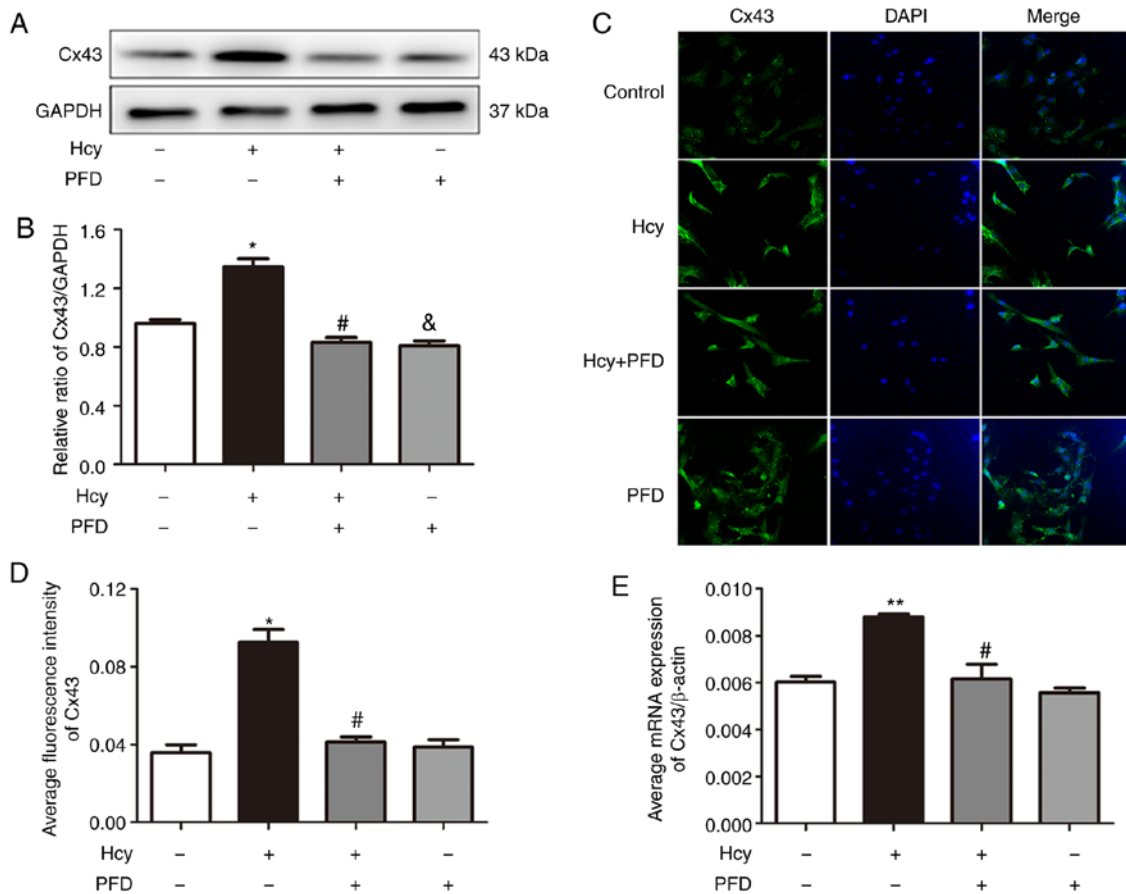 A
Cx43
43 kDa
GAPDH
37 kDa
Hcy – + + –
PFD – – + +
B
Relative ratio of Cx43/GAPDH
1.6
1.2
0.8
0.4
0.0
*
#
&
Hcy – + + –
PFD – – + +
C
Cx43 DAPI Merge
Control
Hcy
Hcy+PFD
PFD
D
Average fluorescence intensity
of Cx43
0.12
0.08
0.04
0.00
*
#
Hcy – + + –
PFD – – + +
E
Average mRNA expression
of Cx43/β-actin
0.010
0.008
0.006
0.004
0.002
0.000
**
#
Hcy – + + –
PFD – – + +